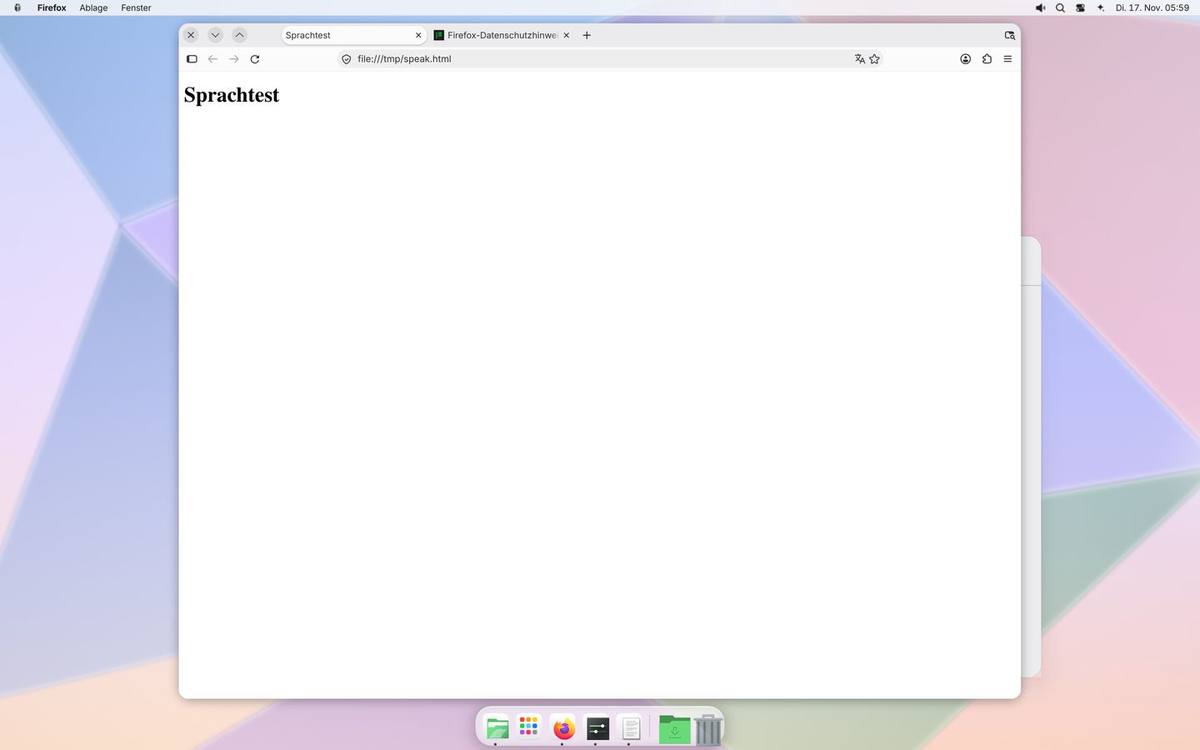 Firefox Ablage Fenster Di. 17. Nov. 05:59
Sprachtest Firefox-Datenschutzhinwe
file:///tmp/speak.html
Sprachtest